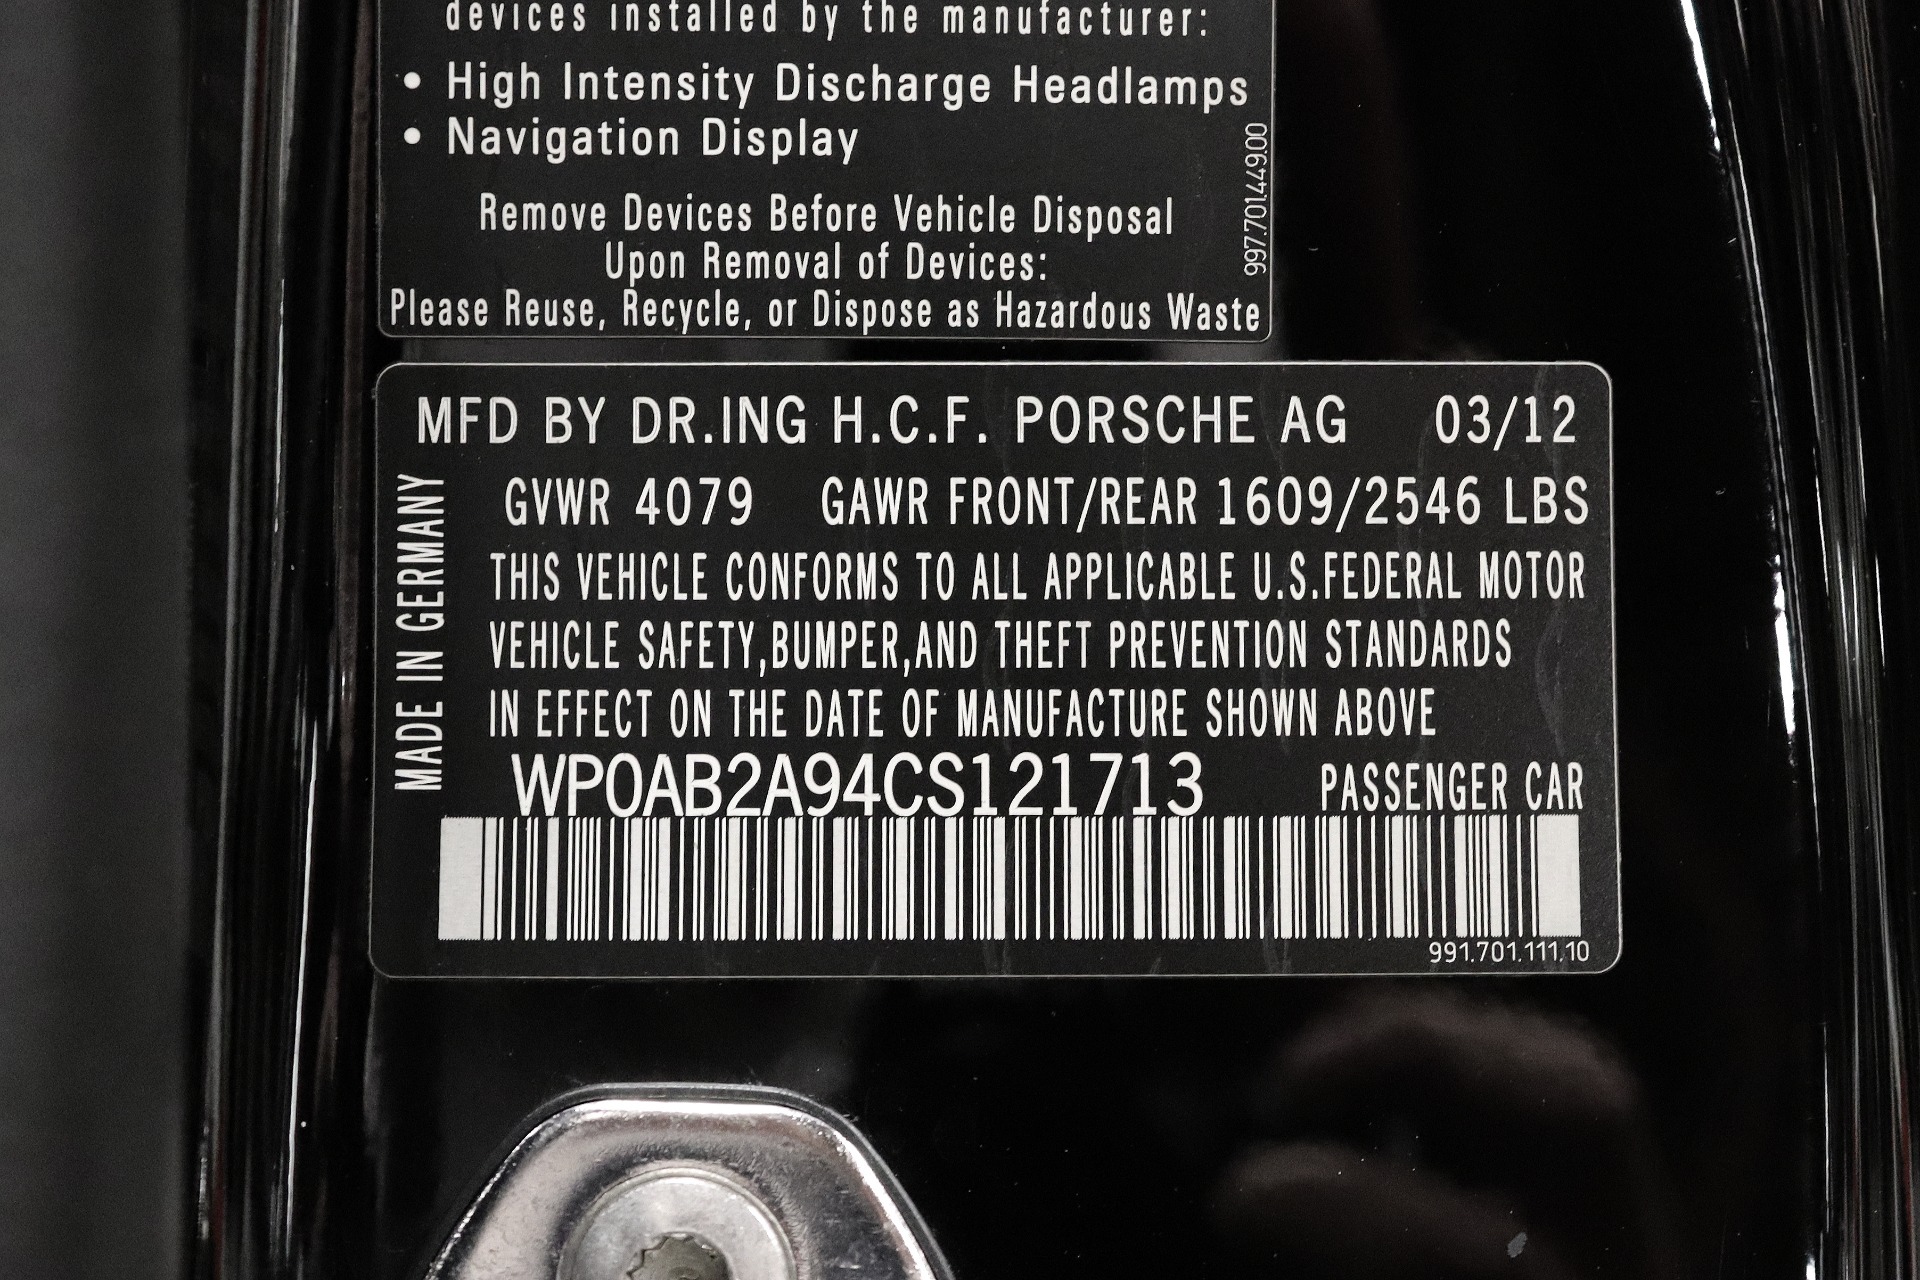 devices installed by the manufacturer:
• High Intensity Discharge Headlamps
• Navigation Display
Remove Devices Before Vehicle Disposal
Upon Removal of Devices:
Please Reuse, Recycle, or Dispose as Hazardous Waste
997.701.449.00
MFD BY DR.ING H.C.F. PORSCHE AG 03/12
GVWR 4079 GAWR FRONT/REAR 1609/2546 LBS
THIS VEHICLE CONFORMS TO ALL APPLICABLE U.S.FEDERAL MOTOR
VEHICLE SAFETY,BUMPER,AND THEFT PREVENTION STANDARDS
IN EFFECT ON THE DATE OF MANUFACTURE SHOWN ABOVE
MADE IN GERMANY
WP0AB2A94CS121713 PASSENGER CAR
991.701.111.10